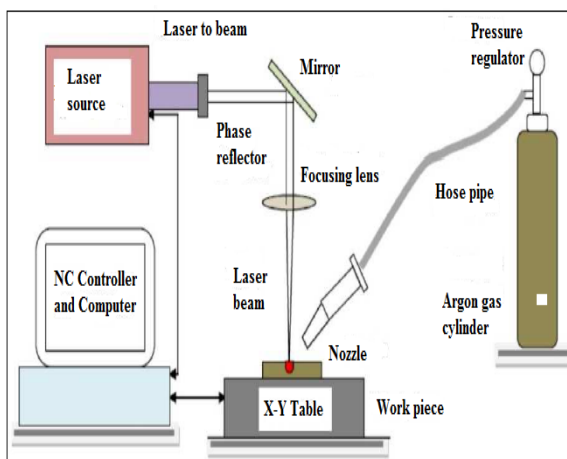 Laser to beam
Pressure
regulator
Mirror
Laser
source
Phase
reflector
Focusing lens
Hose pipe
NC Controller
and Computer
Laser
beam
Argon gas
cylinder
Nozzle
X-Y Table
Work piece